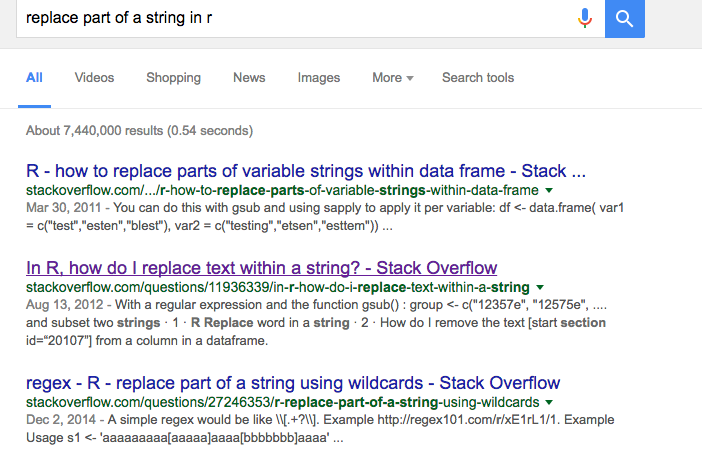 replace part of a string in r
All Videos Shopping News Images More Search tools
About 7,440,000 results (0.54 seconds)
R - how to replace parts of variable strings within data frame - Stack ...
stackoverflow.com/.../r-how-to-replace-parts-of-variable-strings-within-data-frame
Mar 30, 2011 - You can do this with gsub and using sapply to apply it per variable: df <- data.frame( var1
= c("test","esten","blest"), var2 = c("testing","etsen","esttem")) ...
In R, how do I replace text within a string? - Stack Overflow
stackoverflow.com/questions/11936339/in-r-how-do-i-replace-text-within-a-string
Aug 13, 2012 - With a regular expression and the function gsub() : group <- c("12357e", "12575e", ....
and subset two strings · 1 · R Replace word in a string · 2 · How do I remove the text [start section
id="20107"] from a column in a dataframe.
regex - R - replace part of a string using wildcards - Stack Overflow
stackoverflow.com/questions/27246353/r-replace-part-of-a-string-using-wildcards
Dec 2, 2014 - A simple regex would be like \\[.+?\\]. Example http://regex101.com/r/xE1rL1/1. Example
Usage s1 <- 'aaaaaaaaa[aaaaa]aaaa[bbbbbbb]aaaa' ...